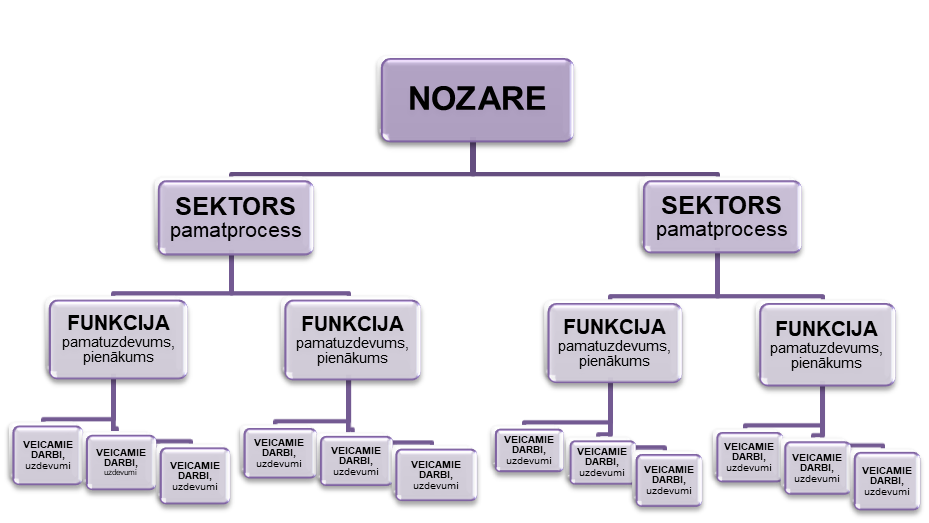 NOZARE
SEKTORS
pamatprocess
SEKTORS
pamatprocess
FUNKCIJA
pamatuzdevums,
pienākums
FUNKCIJA
pamatuzdevums,
pienākums
FUNKCIJA
pamatuzdevums,
pienākums
FUNKCIJA
pamatuzdevums,
pienākums
VEICAMIE
DARBI,
uzdevumi
VEICAMIE
DARBI,
uzdevumi
VEICAMIE
DARBI,
uzdevumi
VEICAMIE
DARBI,
uzdevumi
VEICAMIE
DARBI,
uzdevumi
VEICAMIE
DARBI,
uzdevumi
VEICAMIE
DARBI,
uzdevumi
VEICAMIE
DARBI,
uzdevumi
VEICAMIE
DARBI,
uzdevumi
VEICAMIE
DARBI,
uzdevumi
VEICAMIE
DARBI,
uzdevumi
VEICAMIE
DARBI,
uzdevumi